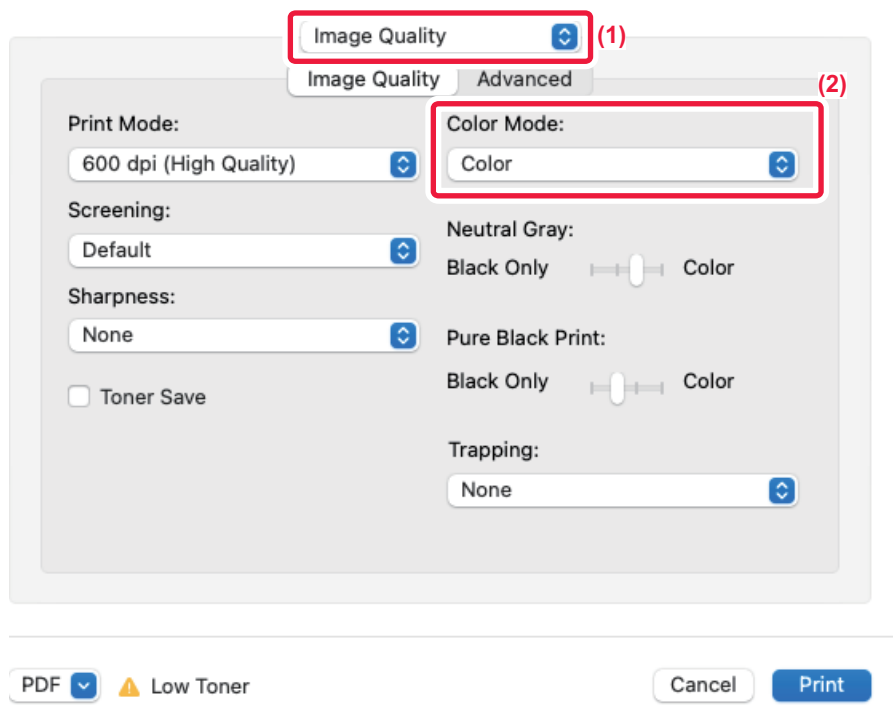 Image Quality
(1)
Image Quality
Advanced
(2)
Print Mode:
600 dpi (High Quality)
Screening:
Default
Sharpness:
None
Toner Save
Color Mode:
Color
Neutral Gray:
Black Only
Color
Pure Black Print:
Black Only
Color
Trapping:
None
PDF
Low Toner
Cancel
Print